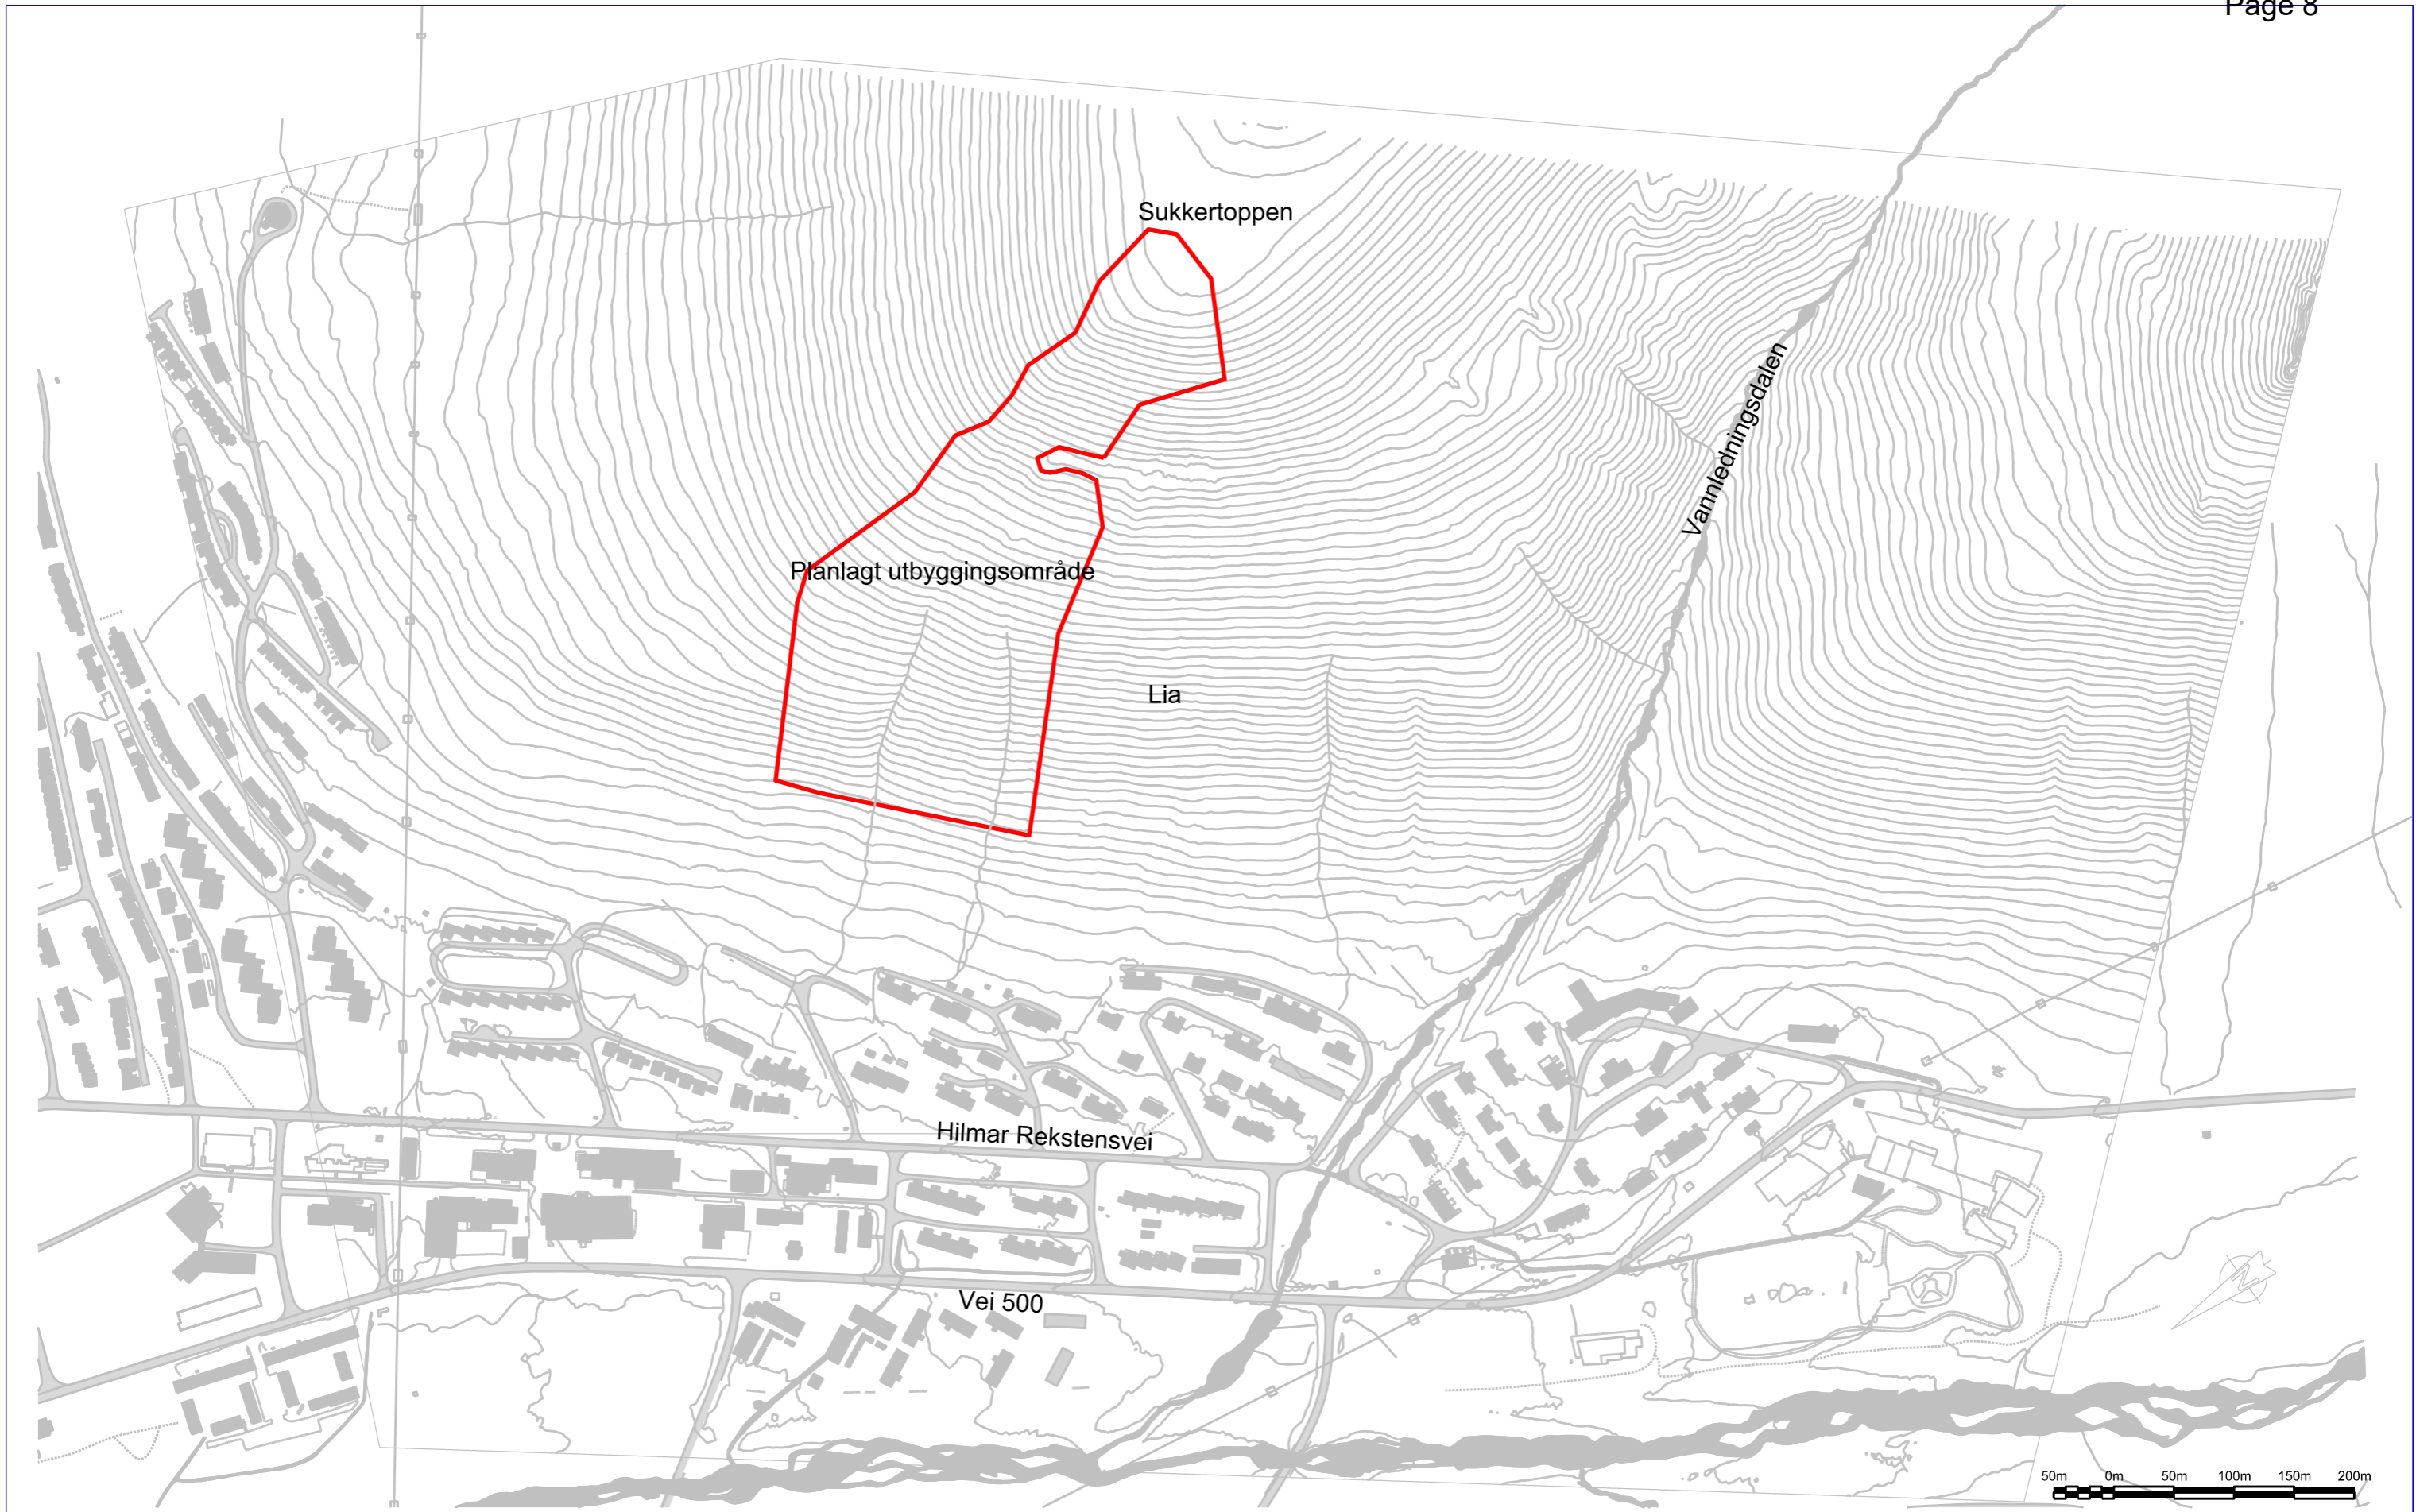 Page 8
Sukkertoppen
Vannledningsdalen
Planlagt utbyggingsområde
Lia
Hilmar Rekstensvei
Vei 500
50m 0m 50m 100m 150m 200m
N